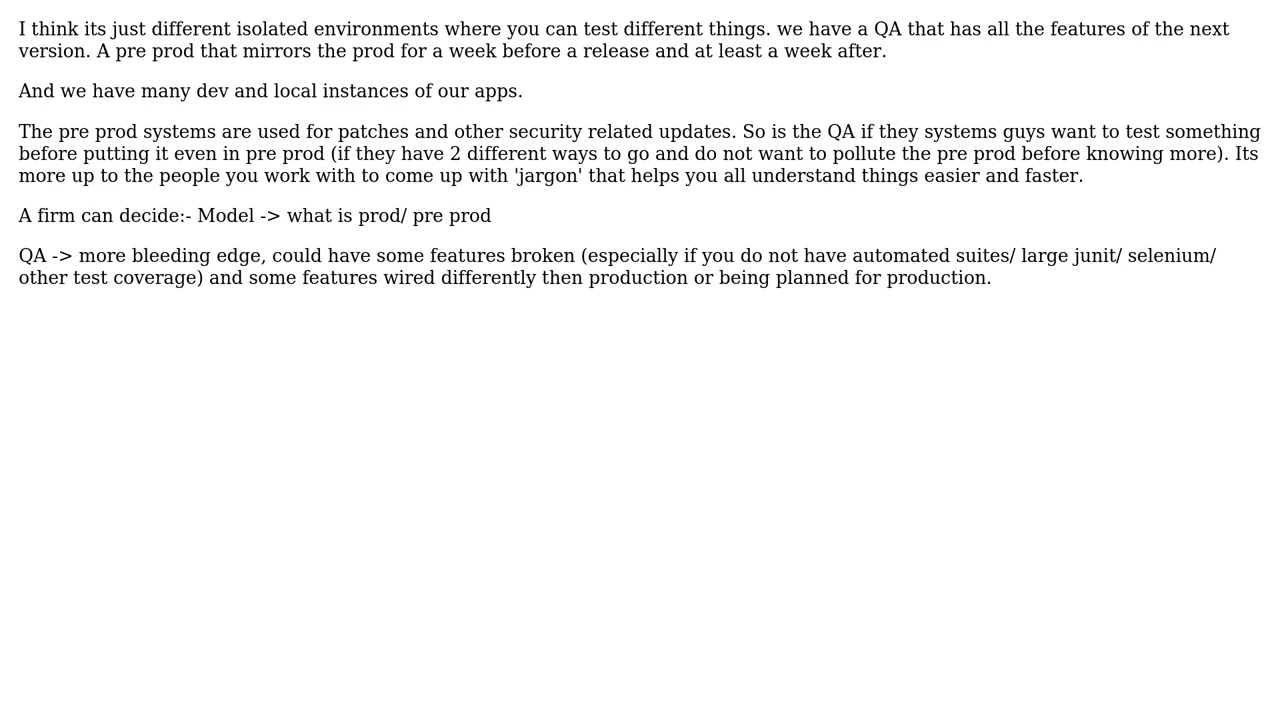 I think its just different isolated environments where you can test different things. we have a QA that has all the features of the next
version. A pre prod that mirrors the prod for a week before a release and at least a week after.
And we have many dev and local instances of our apps.
The pre prod systems are used for patches and other security related updates. So is the QA if they systems guys want to test something
before putting it even in pre prod (if they have 2 different ways to go and do not want to pollute the pre prod before knowing more). Its
more up to the people you work with to come up with 'jargon' that helps you all understand things easier and faster.
A firm can decide:- Model -> what is prod/ pre prod
QA -> more bleeding edge, could have some features broken (especially if you do not have automated suites/ large junit/ selenium/
other test coverage) and some features wired differently then production or being planned for production.